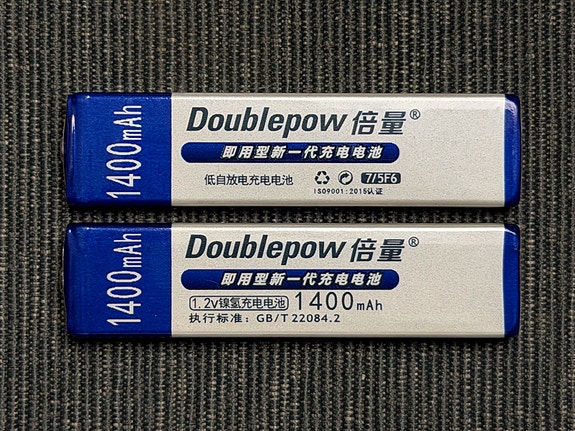 1400mAh
Doublepow 倍量®
即用型新一代充电电池
低自放电充电电池
7/5F6
ISO9001:2015认证
1400mAh
Doublepow 倍量®
即用型新一代充电电池
1.2v镍氢充电电池 1400mAh
执行标准：GB/T 22084.2